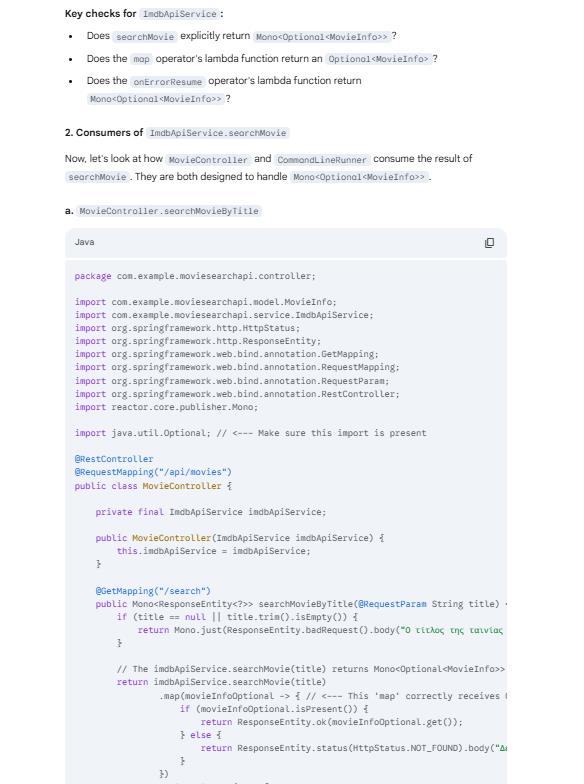 Key checks for ImdbApiService:
• Does searchMovie explicitly return Mono<Optional<MovieInfo>>?
• Does the map operator's lambda function return an Optional<MovieInfo>?
• Does the onErrorResume operator's lambda function return
Mono<Optional<MovieInfo>>?
2. Consumers of ImdbApiService.searchMovie
Now, let's look at how MovieController and CommandLineRunner consume the result of
searchMovie. They are both designed to handle Mono<Optional<MovieInfo>>.
a. MovieController.searchMovieByTitle
Java
package com.example.moviesearchapi.controller;
import com.example.moviesearchapi.model.MovieInfo;
import com.example.moviesearchapi.service.ImdbApiService;
import org.springframework.http.HttpStatus;
import org.springframework.http.ResponseEntity;
import org.springframework.web.bind.annotation.GetMapping;
import org.springframework.web.bind.annotation.RequestMapping;
import org.springframework.web.bind.annotation.RequestParam;
import org.springframework.web.bind.annotation.RestController;
import reactor.core.publisher.Mono;
import java.util.Optional; // <--- Make sure this import is present
@RestController
@RequestMapping("/api/movies")
public class MovieController {
private final ImdbApiService imdbApiService;
public MovieController(ImdbApiService imdbApiService) {
this.imdbApiService = imdbApiService;
}
@GetMapping("/search")
public Mono<ResponseEntity<?>> searchMovieByTitle(@RequestParam String title)
if (title == null || title.trim().isEmpty()) {
return Mono.just(ResponseEntity.badRequest().body("Ο τίτλος της ταινίας
}
// The imdbApiService.searchMovie(title) returns Mono<Optional<MovieInfo>>
return imdbApiService.searchMovie(title)
.map(movieInfoOptional -> { // <--- This 'map' correctly receives
if (movieInfoOptional.isPresent()) {
return ResponseEntity.ok(movieInfoOptional.get());
} else {
return ResponseEntity.status(HttpStatus.NOT_FOUND).body("
}
})